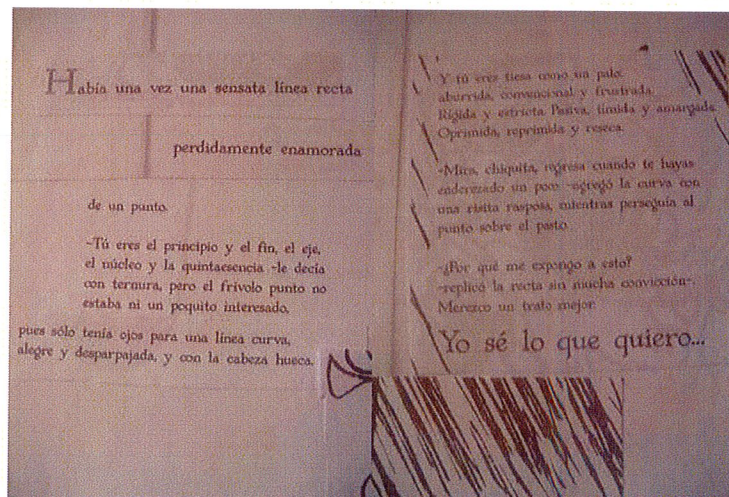 Había una vez una sensata línea recta
perdidamente enamorada
de un punto.
-Tú eres el principio y el fin, el eje,
el núcleo y la quintaesencia -le decía
con ternura, pero el frívolo punto no
estaba ni un poquito interesado,
pues sólo tenía ojos para una línea curva,
alegre y desparpajada, y con la cabeza hueca.
Y tú eres tiesa como un palo:
aburrida, convencional y frustrada.
Rígida y estricta. Pasiva, tímida y amargada.
Oprimida, reprimida y reseca.
-Mira, chiquita, regresa cuando te hayas
enderezado un poco -agregó la curva con
una risita rasposa, mientras perseguía al
punto sobre el pasto.
-¿Por qué me expongo a esto?
-replicó la recta sin mucha convicción-.
Merezco un trato mejor.
Yo sé lo que quiero...